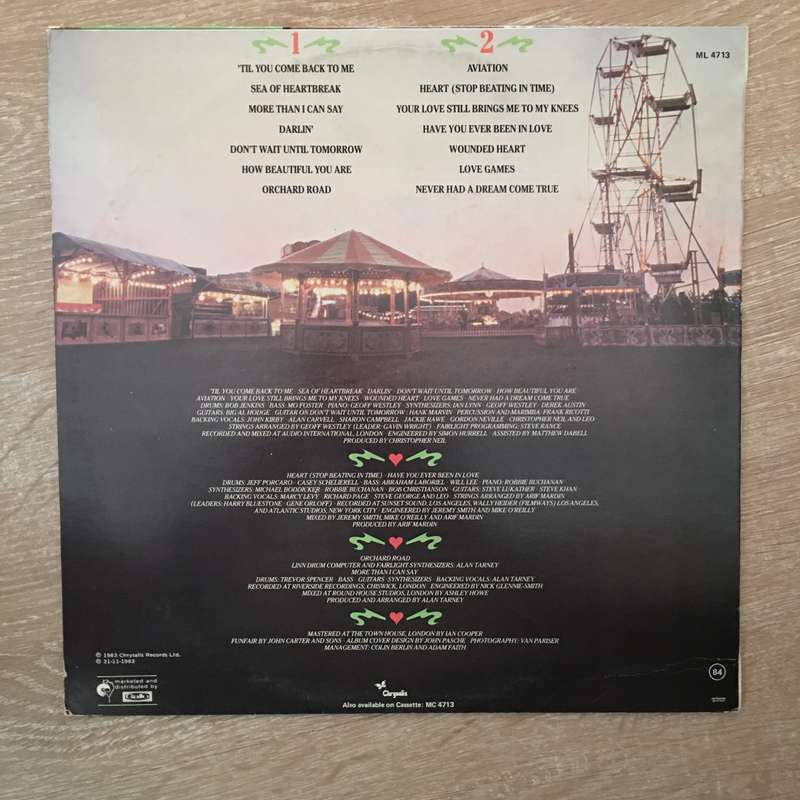 1
'TIL YOU COME BACK TO ME
SEA OF HEARTBREAK
MORE THAN I CAN SAY
DARLIN'
DON'T WAIT UNTIL TOMORROW
HOW BEAUTIFUL YOU ARE
ORCHARD ROAD
2
AVIATION
HEART (STOP BEATING IN TIME)
YOUR LOVE STILL BRINGS ME TO MY KNEES
HAVE YOU EVER BEEN IN LOVE
WOUNDED HEART
LOVE GAMES
NEVER HAD A DREAM COME TRUE
ML 4713
'TIL YOU COME BACK TO ME · SEA OF HEARTBREAK · DARLIN' · DON'T WAIT UNTIL TOMORROW · HOW BEAUTIFUL YOU ARE
AVIATION · YOUR LOVE STILL BRINGS ME TO MY KNEES · WOUNDED HEART · LOVE GAMES · NEVER HAD A DREAM COME TRUE
DRUMS: BOB JENKINS · BASS: MO FOSTER · PIANO: GEOFF WESTLEY · SYNTHESIZERS: IAN LYNN · GEOFF WESTLEY · DEREK AUSTIN
GUITARS: BIG AL HODGE · GUITAR ON DON'T WAIT UNTIL TOMORROW: HANK MARVIN · PERCUSSION AND MARIMBA: FRANK RICOTTI
BACKING VOCALS: JOHN KIRBY · ALAN CARVELL · SHARON CAMPBELL · JACKIE RAWE · GORDON NEVILLE · CHRISTOPHER NEIL AND LEO
STRINGS ARRANGED BY GEOFF WESTLEY (LEADER: GAVIN WRIGHT) · FAIRLIGHT PROGRAMMING: STEVE RANCE
RECORDED AND MIXED AT AUDIO INTERNATIONAL, LONDON · ENGINEERED BY SIMON HURRELL · ASSISTED BY MATTHEW DABELL
PRODUCED BY CHRISTOPHER NEIL
HEART (STOP BEATING IN TIME) · HAVE YOU EVER BEEN IN LOVE
DRUMS: JEFF PORCARO · CASEY SCHELIERELL · BASS: ABRAHAM LABORIEL · WILL LEE · PIANO: ROBBIE BUCHANAN
SYNTHESIZERS: MICHAEL BODDICKER · ROBBIE BUCHANAN · BOB CHRISTIANSON · GUITARS: STEVE LUKATHER · STEVE KHAN
BACKING VOCALS: MARCY LEVY · RICHARD PAGE · STEVE GEORGE AND LEO · STRINGS ARRANGED BY ARIF MARDIN
(LEADERS: HARRY BLUESTONE · GENE ORLOFF) · RECORDED AT SUNSET SOUND, LOS ANGELES, WALLY HEIDER (FILMWAYS) LOS ANGELES,
AND ATLANTIC STUDIOS, NEW YORK CITY · ENGINEERED BY JEREMY SMITH AND MIKE O'REILLY
MIXED BY JEREMY SMITH, MIKE O'REILLY AND ARIF MARDIN
PRODUCED BY ARIF MARDIN
ORCHARD ROAD
LINN DRUM COMPUTER AND FAIRLIGHT SYNTHESIZERS: ALAN TARNEY
MORE THAN I CAN SAY
DRUMS: TREVOR SPENCER · BASS · GUITARS · SYNTHESIZERS · BACKING VOCALS: ALAN TARNEY
RECORDED AT RIVERSIDE RECORDINGS, CHISWICK, LONDON · ENGINEERED BY NICK GLENNIE-SMITH
MIXED AT ROUND HOUSE STUDIOS, LONDON BY ASHLEY HOWE
PRODUCED AND ARRANGED BY ALAN TARNEY
MASTERED AT THE TOWN HOUSE, LONDON BY IAN COOPER
FUNFAIR BY JOHN CARTER AND SONS · ALBUM COVER DESIGN BY JOHN PASCHE · PHOTOGRAPHY: VAN PARISER
MANAGEMENT: COLIN BERLIN AND ADAM FAITH
℗ 1983 Chrysalis Records Ltd.
© 21-11-1983
marketed and
distributed by
Chrysalis
Also available on Cassette: MC 4713
84